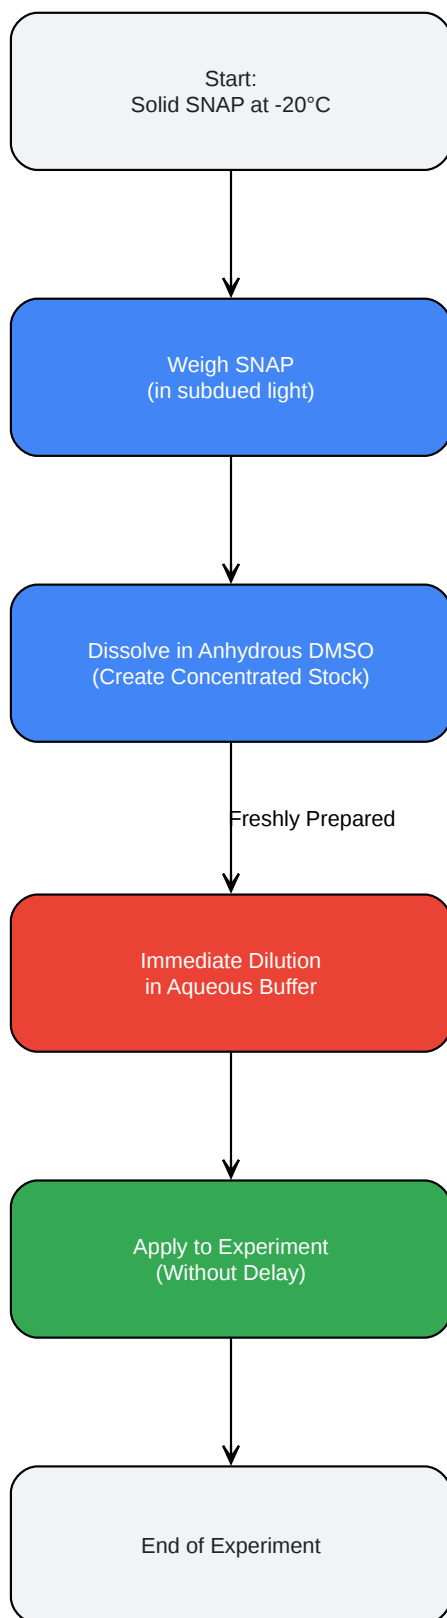 Start:
Solid SNAP at -20°C
Weigh SNAP
(in subdued light)
Dissolve in Anhydrous DMSO
(Create Concentrated Stock)
Freshly Prepared
Immediate Dilution
in Aqueous Buffer
Apply to Experiment
(Without Delay)
End of Experiment